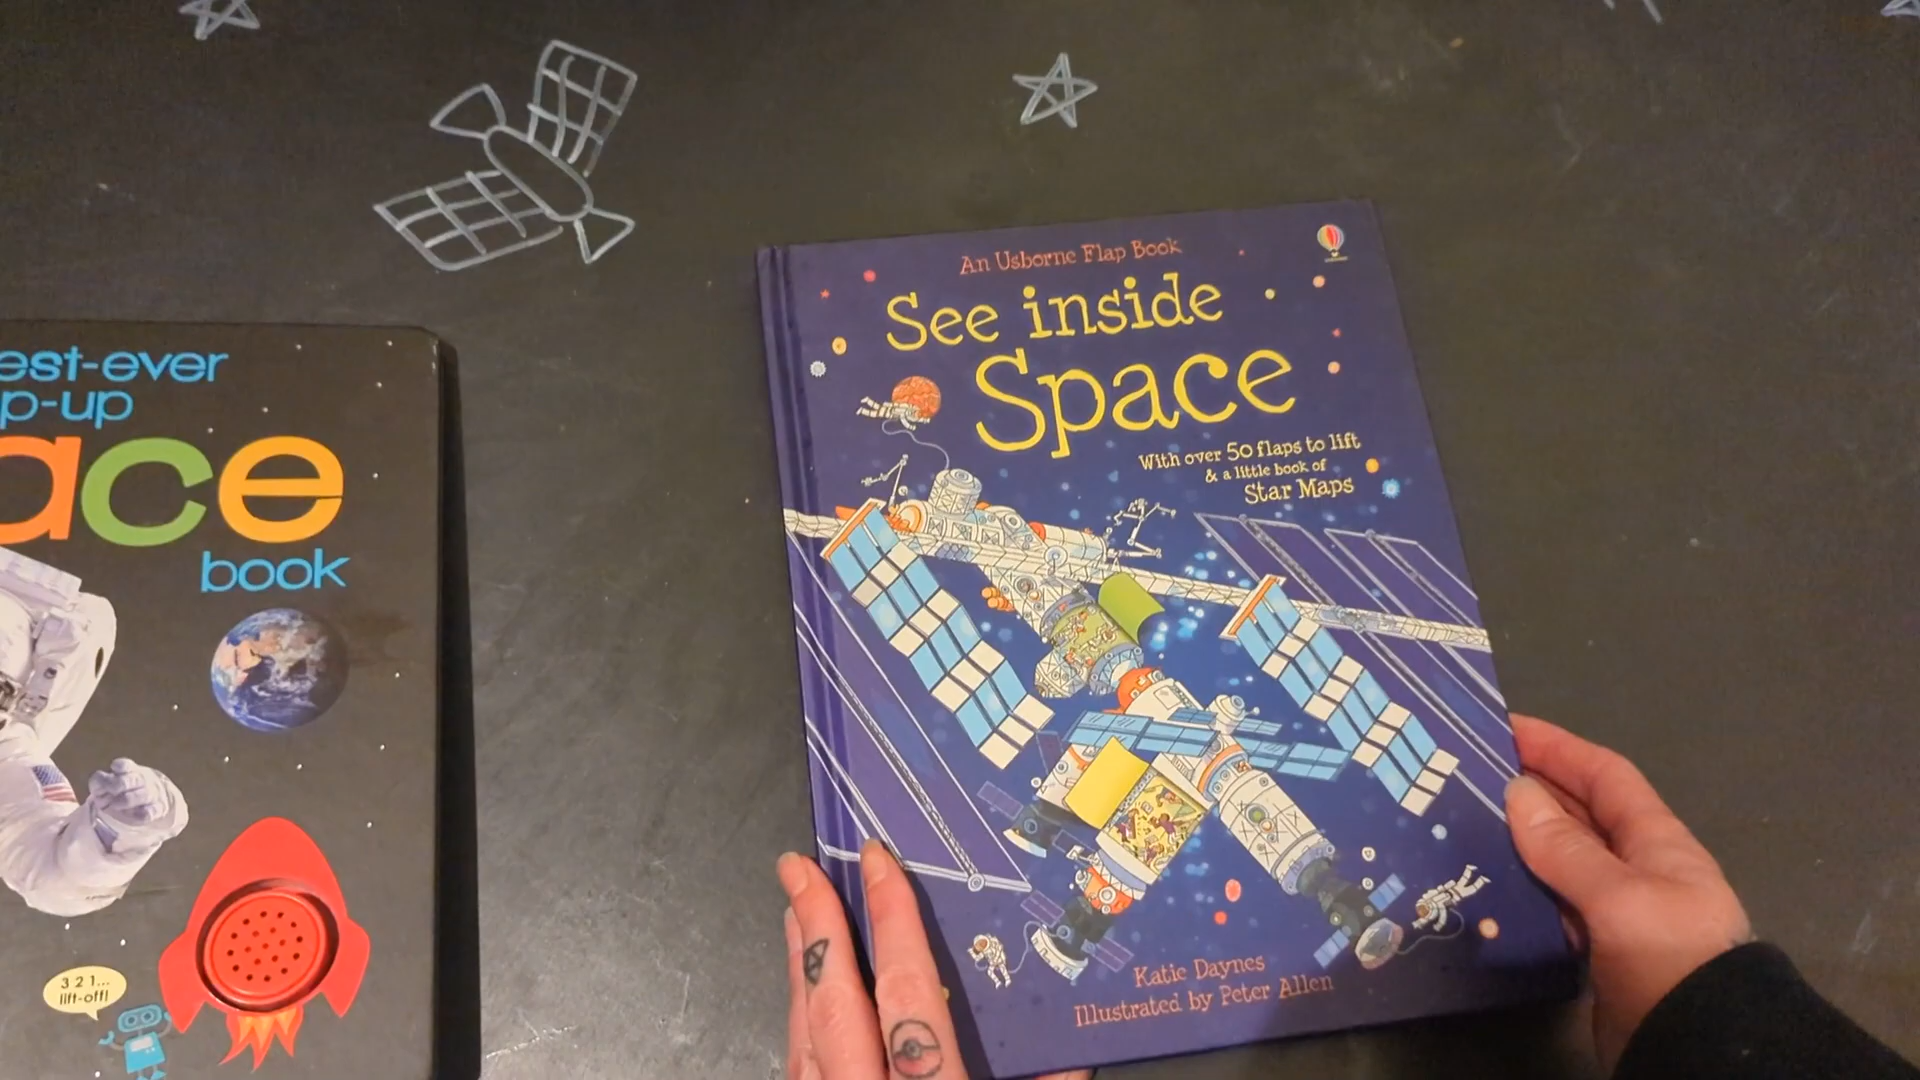 est-ever
p-up
ace
book
3 2 1...
lift-off!
An Usborne Flap Book
See inside
Space
With over 50 flaps to lift
& a little book of
Star Maps
Katie Daynes
Illustrated by Peter Allen